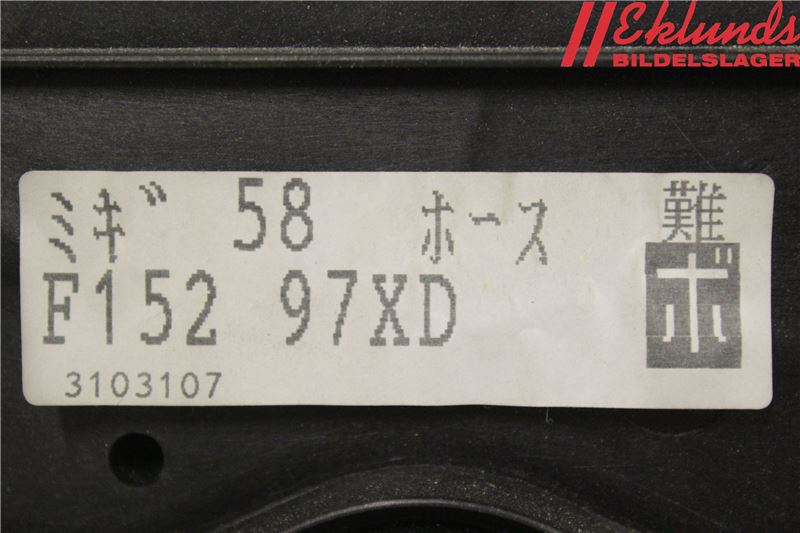 Eklunds
BILDELSLAGER
ミギ 58 ホース 難
F152 97XD ボ
3103107